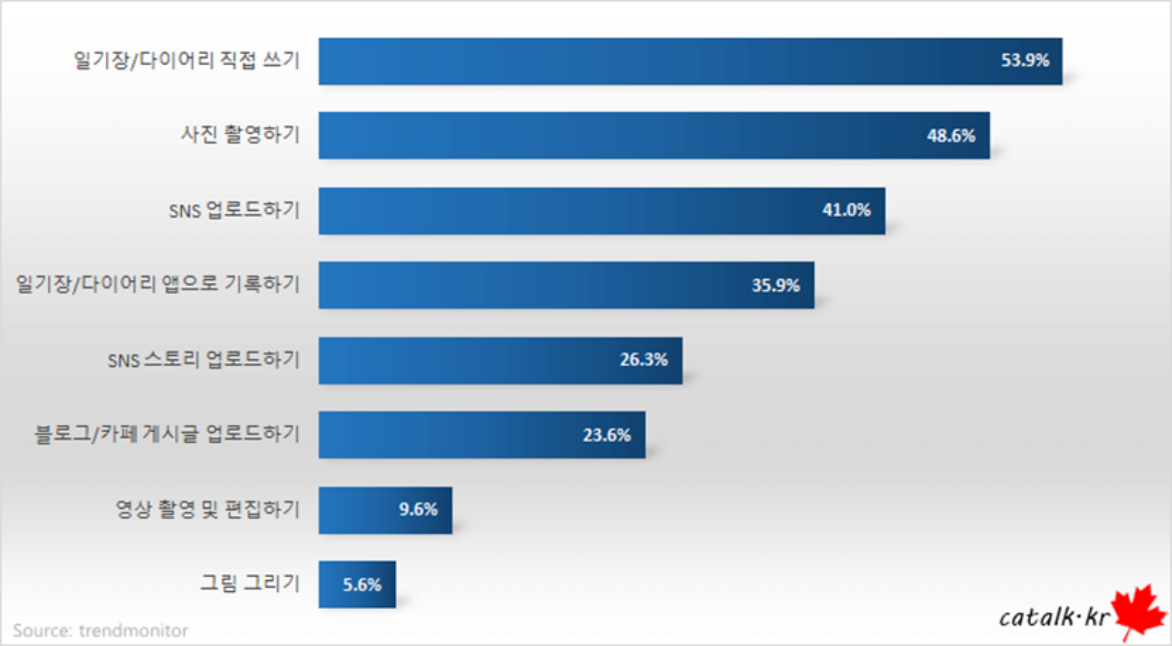 일기장/다이어리 직접 쓰기 53.9%
사진 촬영하기 48.6%
SNS 업로드하기 41.0%
일기장/다이어리 앱으로 기록하기 35.9%
SNS 스토리 업로드하기 26.3%
블로그/카페 게시글 업로드하기 23.6%
영상 촬영 및 편집하기 9.6%
그림 그리기 5.6%
Source: trendmonitor
catalk·kr